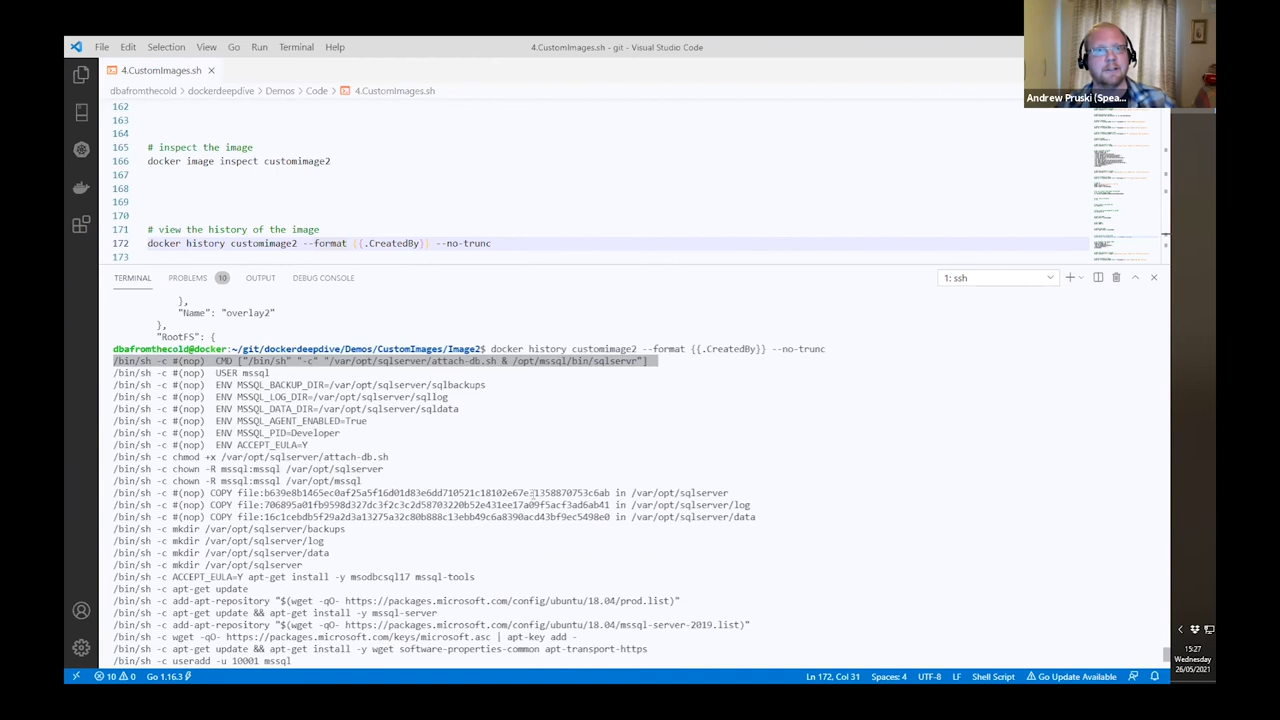 File Edit Selection View Go Run Terminal Help
4.CustomImages.sh - git - Visual Studio Code
Andrew Pruski (Spea...
4.CustomImages.sh
dbafromthecold > dockerdeepdive > Demos > Code > 4.CustomImages.sh
162
163
164
165 # inspect the image
166 docker image inspect customimage2
167
168
169
170
171 # view the history of the image
172 docker history customimage2 --format {{.Crea
173
TERMINAL PROBLEMS 10 OUTPUT DEBUG CONSOLE 1: ssh
},
"Name": "overlay2"
},
"RootFS": {
dbafromthecold@docker:~/git/dockerdeepdive/Demos/CustomImages/Image2$ docker history customimage2 --format {{.CreatedBy}} --no-trunc
/bin/sh -c #(nop) CMD ["/bin/sh" "-c" "/var/opt/sqlserver/attach-db.sh & /opt/mssql/bin/sqlservr"]
/bin/sh -c #(nop) USER mssql
/bin/sh -c #(nop) ENV MSSQL_BACKUP_DIR=/var/opt/sqlserver/sqlbackups
/bin/sh -c #(nop) ENV MSSQL_LOG_DIR=/var/opt/sqlserver/sqllog
/bin/sh -c #(nop) ENV MSSQL_DATA_DIR=/var/opt/sqlserver/sqldata
/bin/sh -c #(nop) ENV MSSQL_AGENT_ENABLED=True
/bin/sh -c #(nop) ENV MSSQL_PID=Developer
/bin/sh -c #(nop) ENV ACCEPT_EULA=Y
/bin/sh -c chmod +x /var/opt/sqlserver/attach-db.sh
/bin/sh -c chown -R mssql:mssql /var/opt/sqlserver
/bin/sh -c chown -R mssql:mssql /var/opt/mssql
/bin/sh -c #(nop) COPY file:b639e8b1465ec0af25a5f16d01d83e6dd710521c18102e67e31358870753c6ab in /var/opt/sqlserver
/bin/sh -c #(nop) COPY file:706895a01fb9598d327dc3f2c3c2d58703220b52e431ee17a09f5acf3ad6ab41 in /var/opt/sqlserver/log
/bin/sh -c #(nop) COPY file:16c1cebdb5f29a2d3a13275a32c80b888c13ebb49c6a8390acd43bf9ec5498e0 in /var/opt/sqlserver/data
/bin/sh -c mkdir /var/opt/sqlserver/backups
/bin/sh -c mkdir /var/opt/sqlserver/log
/bin/sh -c mkdir /var/opt/sqlserver/data
/bin/sh -c mkdir /var/opt/sqlserver
/bin/sh -c ACCEPT_EULA=Y apt-get install -y msodbcsql17 mssql-tools
/bin/sh -c apt-get update
/bin/sh -c add-apt-repository "$(wget -qO- https://packages.microsoft.com/config/ubuntu/18.04/prod.list)"
/bin/sh -c apt-get update && apt-get install -y mssql-server
/bin/sh -c add-apt-repository "$(wget -qO- https://packages.microsoft.com/config/ubuntu/18.04/mssql-server-2019.list)"
/bin/sh -c wget -qO- https://packages.microsoft.com/keys/microsoft.asc | apt-key add -
/bin/sh -c apt-get update && apt-get install -y wget software-properties-common apt-transport-https
/bin/sh -c useradd -u 10001 mssql
15:27
Wednesday
26/05/2021
10 0 Go 1.16.3 Ln 172, Col 31 Spaces: 4 UTF-8 LF Shell Script Go Update Available